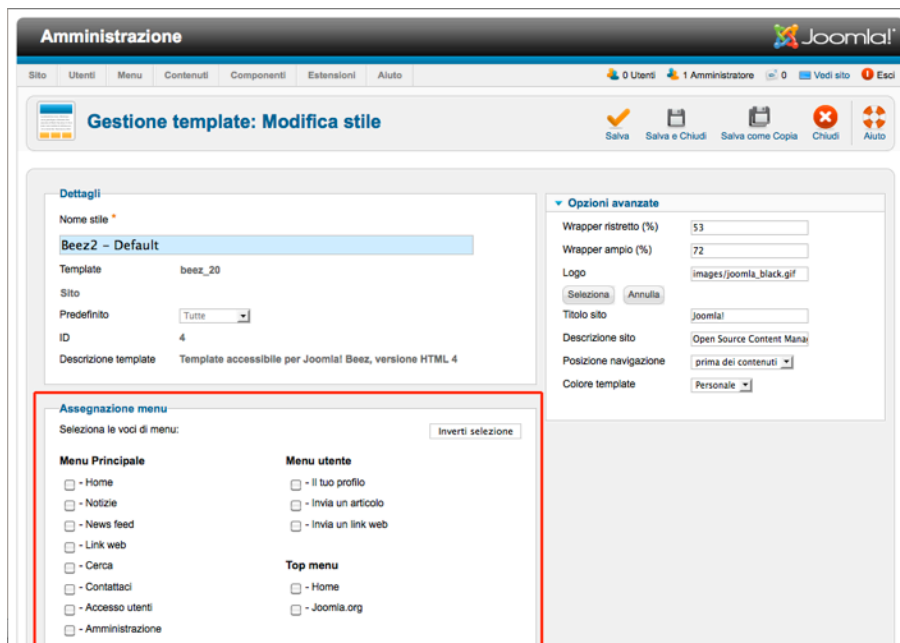 Amministrazione
Joomla!
Sito Utenti Menu Contenuti Componenti Estensioni Aiuto 0 Utenti 1 Amministratore 0 Vedi sito Esci
Gestione template: Modifica stile
Salva Salva e Chiudi Salva come Copia Chiudi Aiuto
Dettagli
Nome stile *
Beez2 – Default
Template beez_20
Sito
Predefinito Tutte
ID 4
Descrizione template Template accessibile per Joomla! Beez, versione HTML 4
Opzioni avanzate
Wrapper ristretto (%) 53
Wrapper ampio (%) 72
Logo images/joomla_black.gif
Seleziona Annulla
Titolo sito Joomla!
Descrizione sito Open Source Content Mana
Posizione navigazione prima dei contenuti
Colore template Personale
Assegnazione menu
Seleziona le voci di menu: Inverti selezione
Menu Principale
- Home
- Notizie
- News feed
- Link web
- Cerca
- Contattaci
- Accesso utenti
- Amministrazione
Menu utente
- Il tuo profilo
- Invia un articolo
- Invia un link web
Top menu
- Home
- Joomla.org